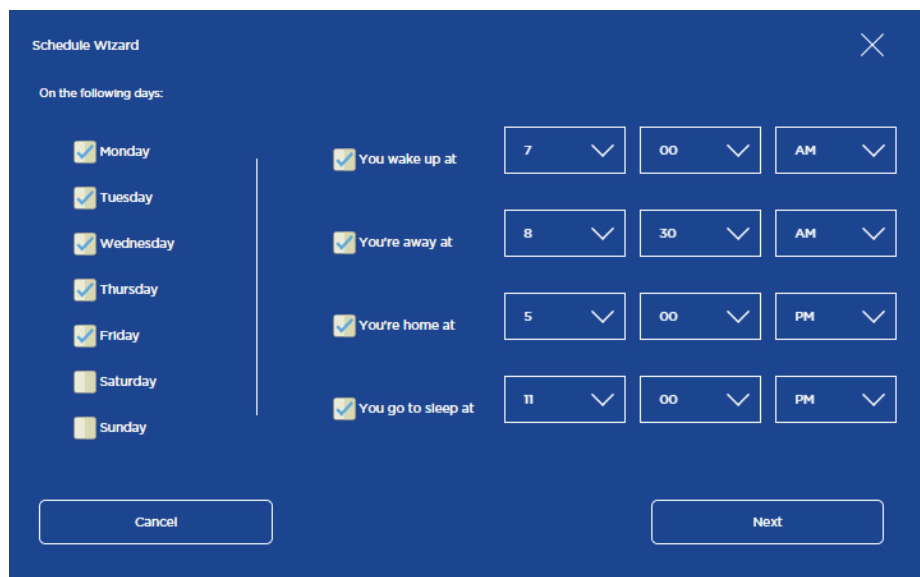 Schedule Wizard
On the following days:
Monday
Tuesday
Wednesday
Thursday
Friday
Saturday
Sunday
You wake up at 7 00 AM
You're away at 8 30 AM
You're home at 5 00 PM
You go to sleep at 11 00 PM
Cancel
Next